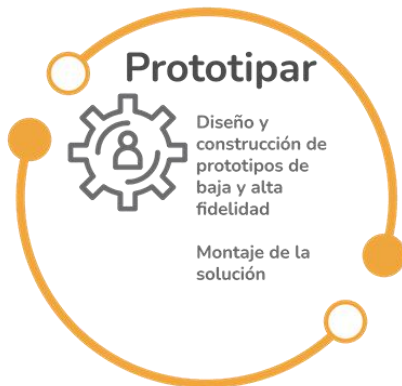 Prototipar
Diseño y
construcción de
prototipos de
baja y alta
fidelidad
Montaje de la
solución